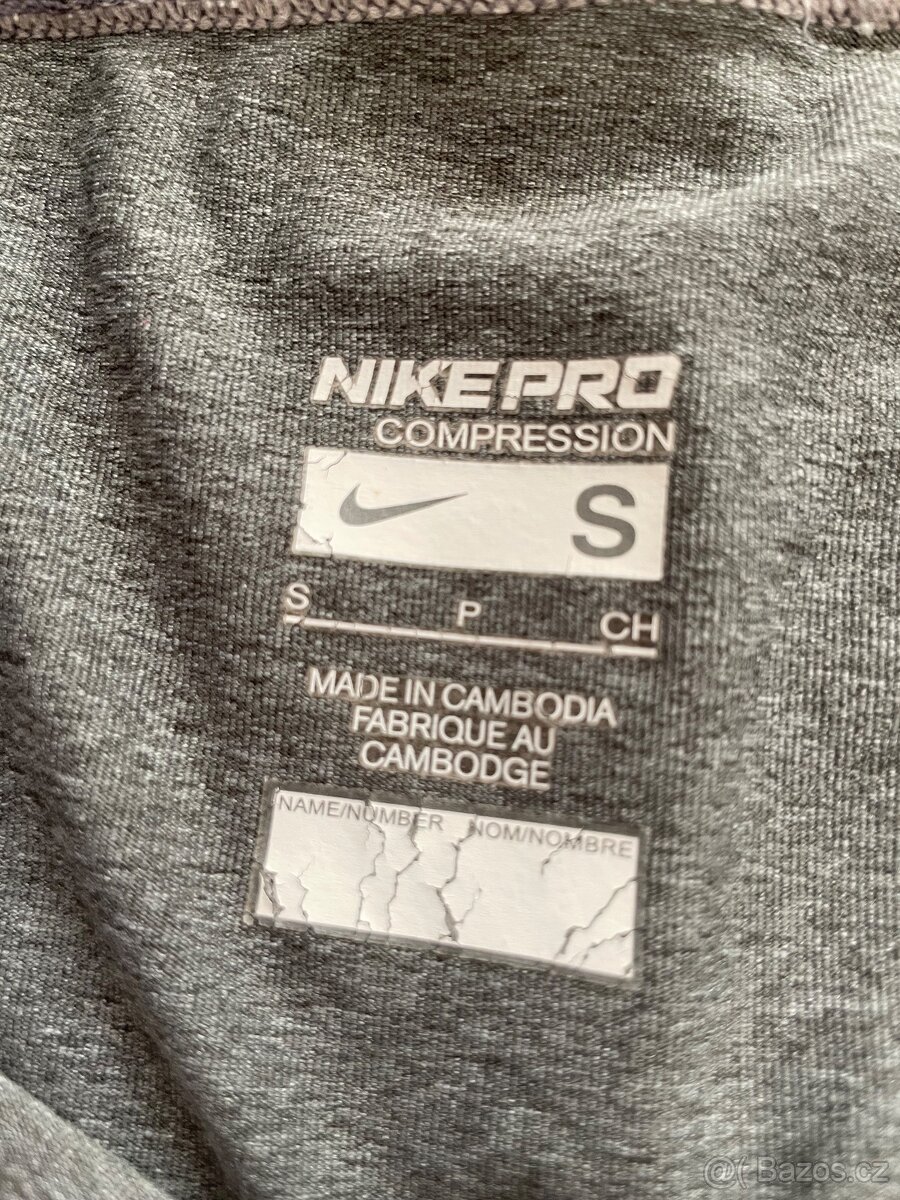 NIKE PRO
COMPRESSION
S
S P CH
MADE IN CAMBODIA
FABRIQUE AU
CAMBODGE
NAME/NUMBER NOM/NOMBRE
@( Bazos.cz